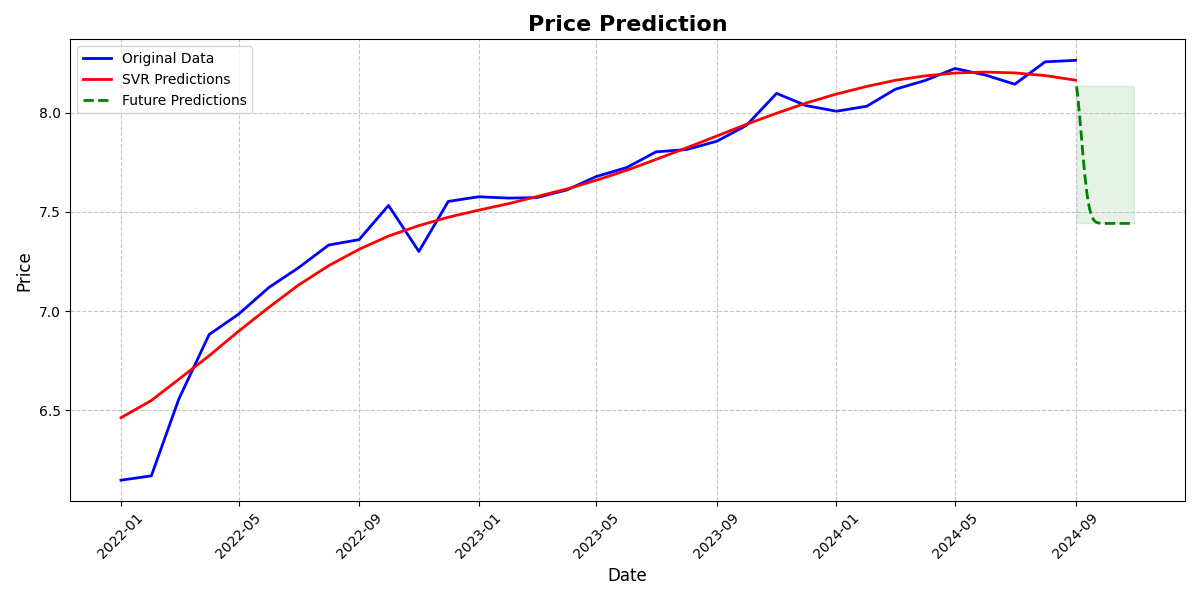 Price Prediction
Original Data
SVR Predictions
Future Predictions
Price
8.0
7.5
7.0
6.5
2022-01
2022-05
2022-09
2023-01
2023-05
2023-09
2024-01
2024-05
2024-09
Date